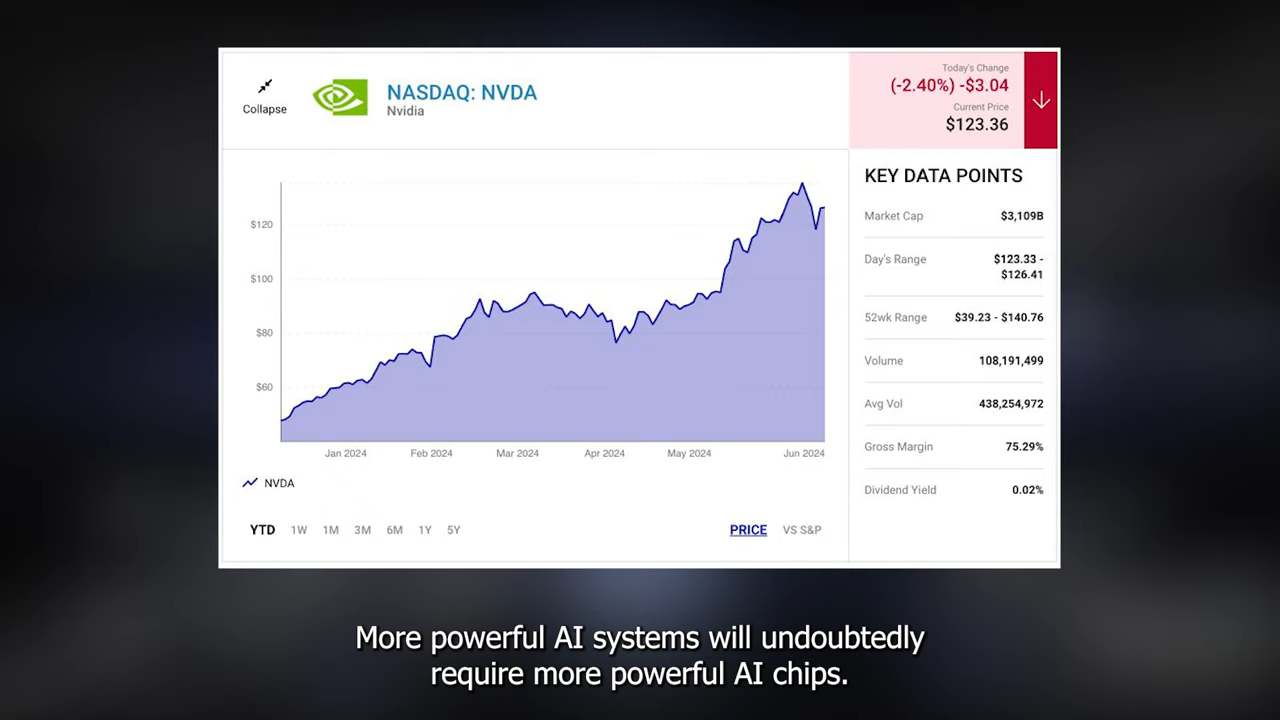 Collapse
NASDAQ: NVDA
Nvidia
Today's Change
(-2.40%) -$3.04
Current Price
$123.36
$120
$100
$80
$60
Jan 2024 Feb 2024 Mar 2024 Apr 2024 May 2024 Jun 2024
NVDA
YTD 1W 1M 3M 6M 1Y 5Y
PRICE VS S&P
KEY DATA POINTS
Market Cap $3,109B
Day's Range $123.33 -
$126.41
52wk Range $39.23 - $140.76
Volume 108,191,499
Avg Vol 438,254,972
Gross Margin 75.29%
Dividend Yield 0.02%
More powerful AI systems will undoubtedly
require more powerful AI chips.